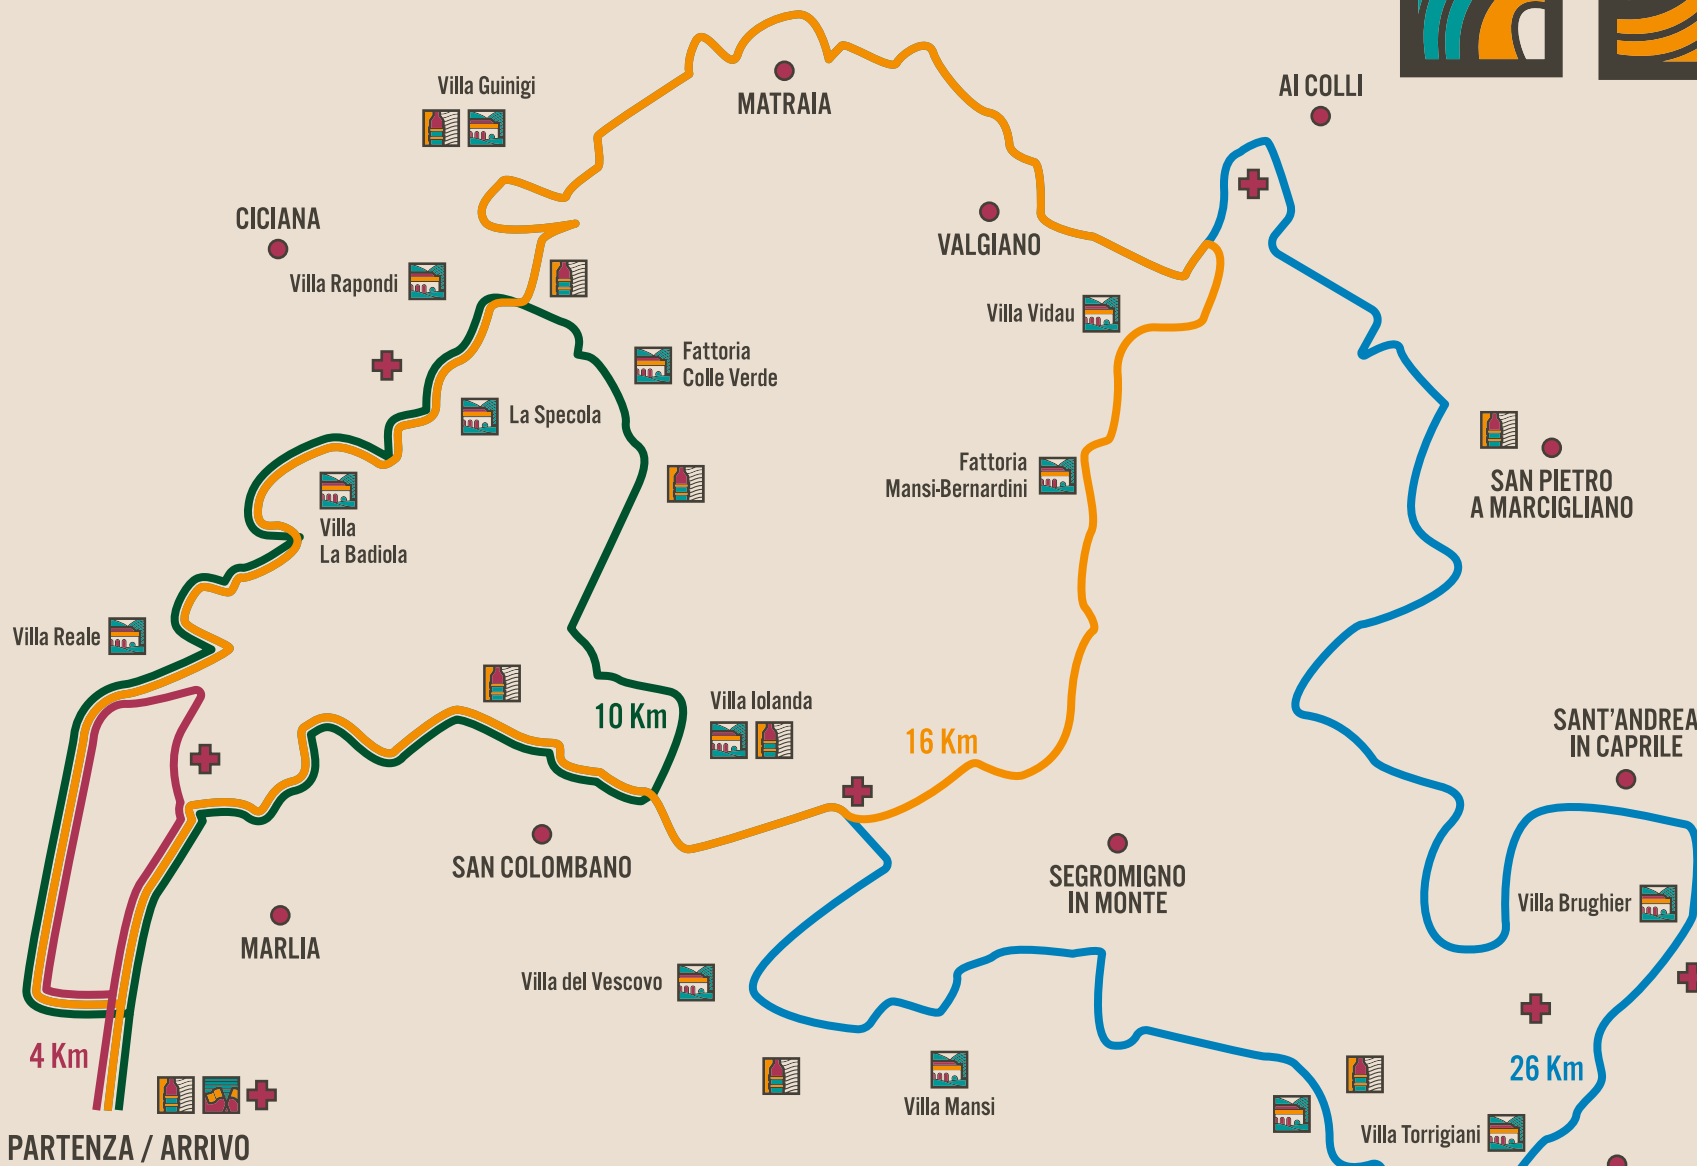 Villa Guinigi
MATRAIA
AI COLLI
CICIANA
Villa Rapondi
VALGIANO
Villa Vidau
Fattoria
Colle Verde
La Specola
Fattoria
Mansi-Bernardini
SAN PIETRO
A MARCIGLIANO
Villa
La Badiola
Villa Reale
10 Km
Villa Iolanda
16 Km
SANT'ANDREA
IN CAPRILE
SAN COLOMBANO
SEGROMIGNO
IN MONTE
Villa Brughier
MARLIA
Villa del Vescovo
4 Km
26 Km
Villa Mansi
Villa Torrigiani
PARTENZA / ARRIVO